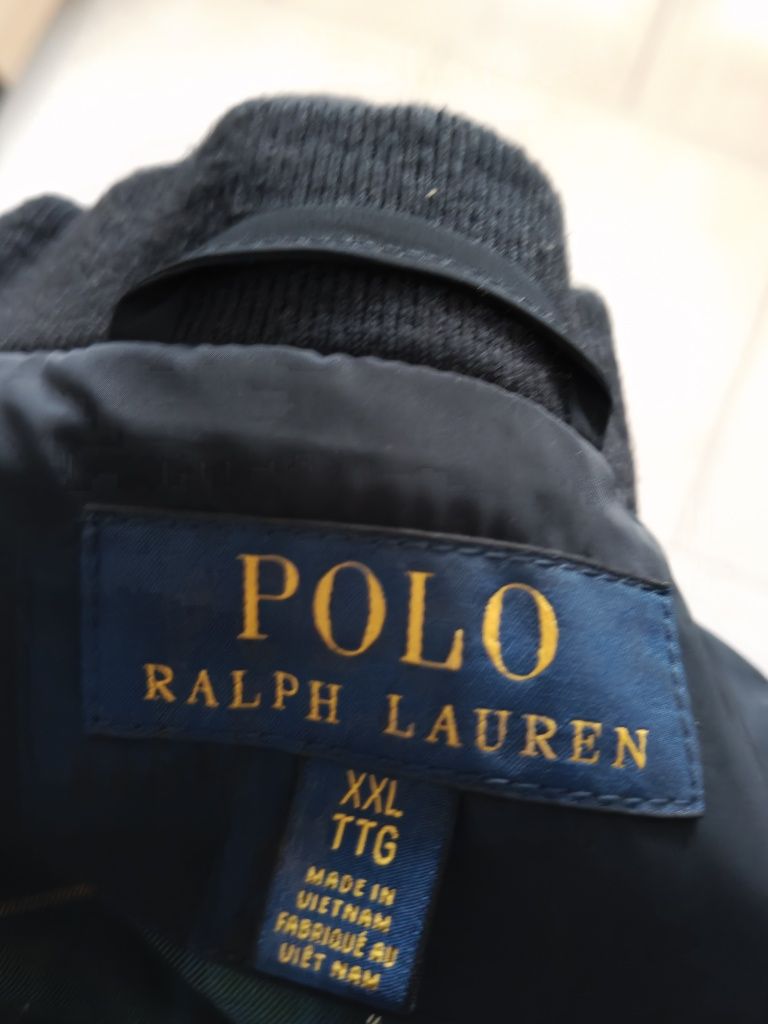 POLO
RALPH LAUREN
XXL
TTG
MADE IN
VIETNAM
FABRIQUÉ AU
VIÊT NAM